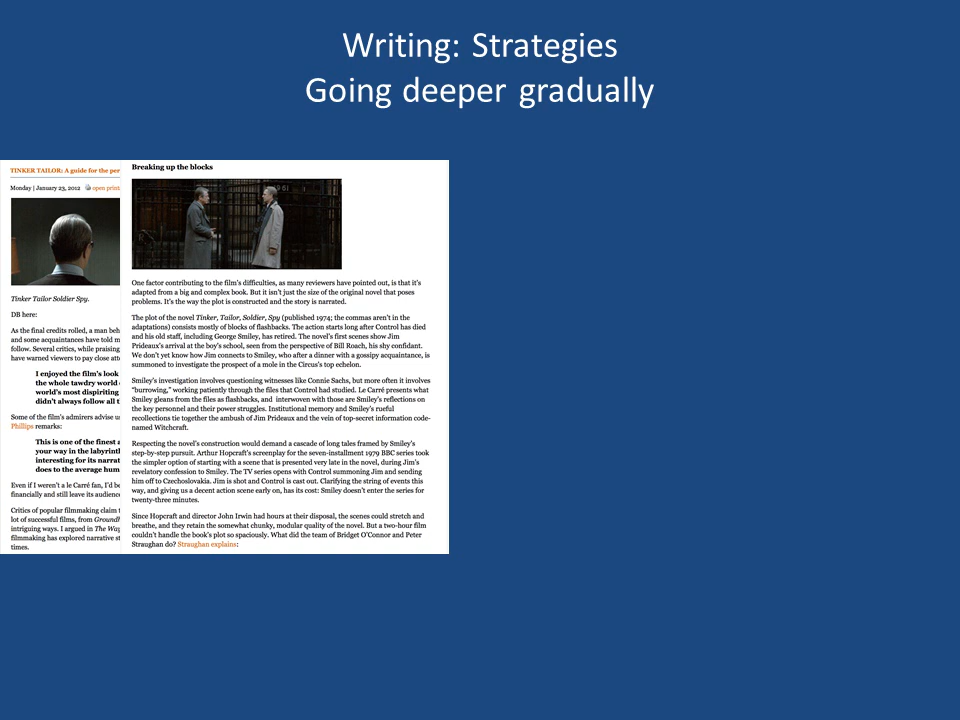 Writing: Strategies
Going deeper gradually
TINKER TAILOR: A guide for the per
Monday | January 23, 2012 open print
Tinker Tailor Soldier Spy.
DB here:
As the final credits rolled, a man beh
and some acquaintances have told m
follow. Several critics, while praising
have warned viewers to pay close att
I enjoyed the film's look
the whole tawdry world
world's most dispiriting
didn't always follow all t
Some of the film's admirers advise u
Phillips remarks:
This is one of the finest a
your way in the labyrint
interesting for its narrat
does to the average hum
Even if I weren't a le Carré fan, I'd be
financially and still leave its audienc
Critics of popular filmmaking claim t
lot of successful films, from Groundh
intriguing ways. I argued in The Way
filmmaking has explored narrative st
times.
Breaking up the blocks
One factor contributing to the film's difficulties, as many reviewers have pointed out, is that it's
adapted from a big and complex book. But it isn't just the size of the original novel that poses
problems. It's the way the plot is constructed and the story is narrated.
The plot of the novel Tinker, Tailor, Soldier, Spy (published 1974; the commas aren't in the
adaptations) consists mostly of blocks of flashbacks. The action starts long after Control has died
and his old staff, including George Smiley, has retired. The novel's first scenes show Jim
Prideaux's arrival at the boy's school, seen from the perspective of Bill Roach, his shy confidant.
We don't yet know how Jim connects to Smiley, who after a dinner with a gossipy acquaintance, is
summoned to investigate the prospect of a mole in the Circus's top echelon.
Smiley's investigation involves questioning witnesses like Connie Sachs, but more often it involves
"burrowing," working patiently through the files that Control had studied. Le Carré presents what
Smiley gleans from the files as flashbacks, and interwoven with those are Smiley's reflections on
the key personnel and their power struggles. Institutional memory and Smiley's rueful
recollections tie together the ambush of Jim Prideaux and the vein of top-secret information code-
named Witchcraft.
Respecting the novel's construction would demand a cascade of long tales framed by Smiley's
step-by-step pursuit. Arthur Hopcraft's screenplay for the seven-installment 1979 BBC series took
the simpler option of starting with a scene that is presented very late in the novel, during Jim's
revelatory confession to Smiley. The TV series opens with Control summoning Jim and sending
him off to Czechoslovakia. Jim is shot and Control is cast out. Clarifying the string of events this
way, and giving us a decent action scene early on, has its cost: Smiley doesn't enter the series for
twenty-three minutes.
Since Hopcraft and director John Irwin had hours at their disposal, the scenes could stretch and
breathe, and they retain the somewhat chunky, modular quality of the novel. But a two-hour film
couldn't handle the book's plot so spaciously. What did the team of Bridget O'Connor and Peter
Straughan do? Straughan explains: